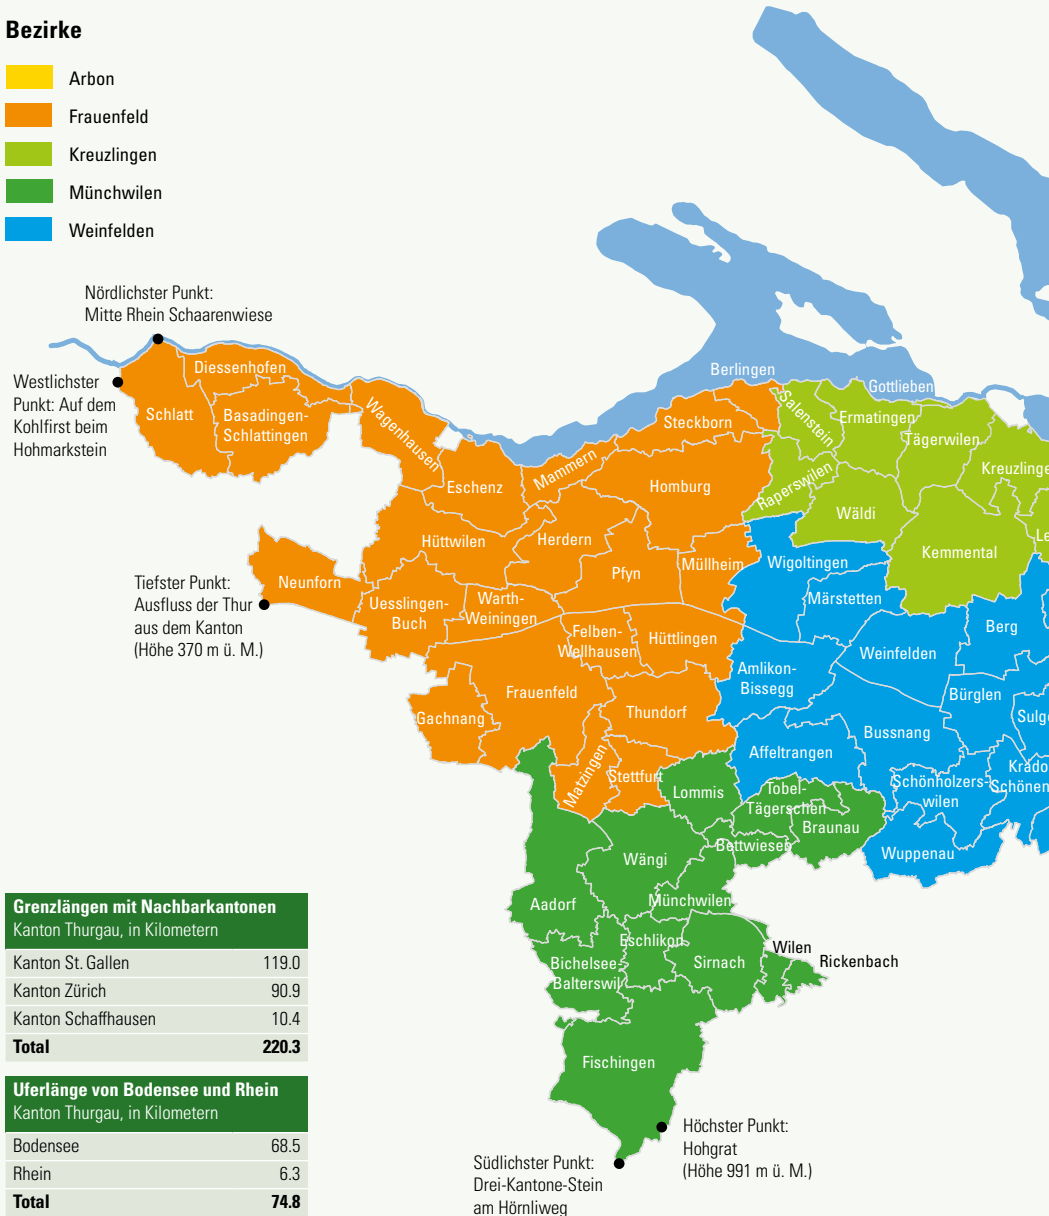 Bezirke
Arbon
Frauenfeld
Kreuzlingen
Münchwilen
Weinfelden
Nördlichster Punkt:
Mitte Rhein Schaarenwiese
Westlichster
Punkt: Auf dem
Kohlfirst beim
Hohmarkstein
Diessenhofen
Schlatt
Basadingen-
Schlattingen
Wagenhausen
Eschenz
Mammern
Steckborn
Berlingen
Homburg
Salenstein
Gottlieben
Ermatingen
Tägerwilen
Kreuzlinge
Raperswilen
Wäldi
Kemmental
Le
Hüttwilen
Herdern
Pfyn
Müllheim
Neunforn
Tiefster Punkt:
Ausfluss der Thur
aus dem Kanton
(Höhe 370 m ü. M.)
Uesslingen-
Buch
Warth-
Weiningen
Felben-
Wellhausen
Hüttlingen
Wigoltingen
Märstetten
Berg
Weinfelden
Amlikon-
Bissegg
Bürglen
Sulge
Frauenfeld
Gachnang
Thundorf
Affeltrangen
Bussnang
Matzingen
Stettfurt
Lommis
Tobel-
Tägerschen
Braunau
Bettwiesen
Schönholzers-
wilen
Krado
Schönen
Wuppenau
Wängi
Aadorf
Münchwilen
Eschlikon
Bichelsee-
Balterswil
Sirnach
Wilen
Rickenbach
Fischingen
Höchster Punkt:
Hohgrat
(Höhe 991 m ü. M.)
Südlichster Punkt:
Drei-Kantone-Stein
am Hörnliweg
Grenzlängen mit Nachbarkantonen
Kanton Thurgau, in Kilometern
Kanton St. Gallen 119.0
Kanton Zürich 90.9
Kanton Schaffhausen 10.4
Total 220.3
Uferlänge von Bodensee und Rhein
Kanton Thurgau, in Kilometern
Bodensee 68.5
Rhein 6.3
Total 74.8